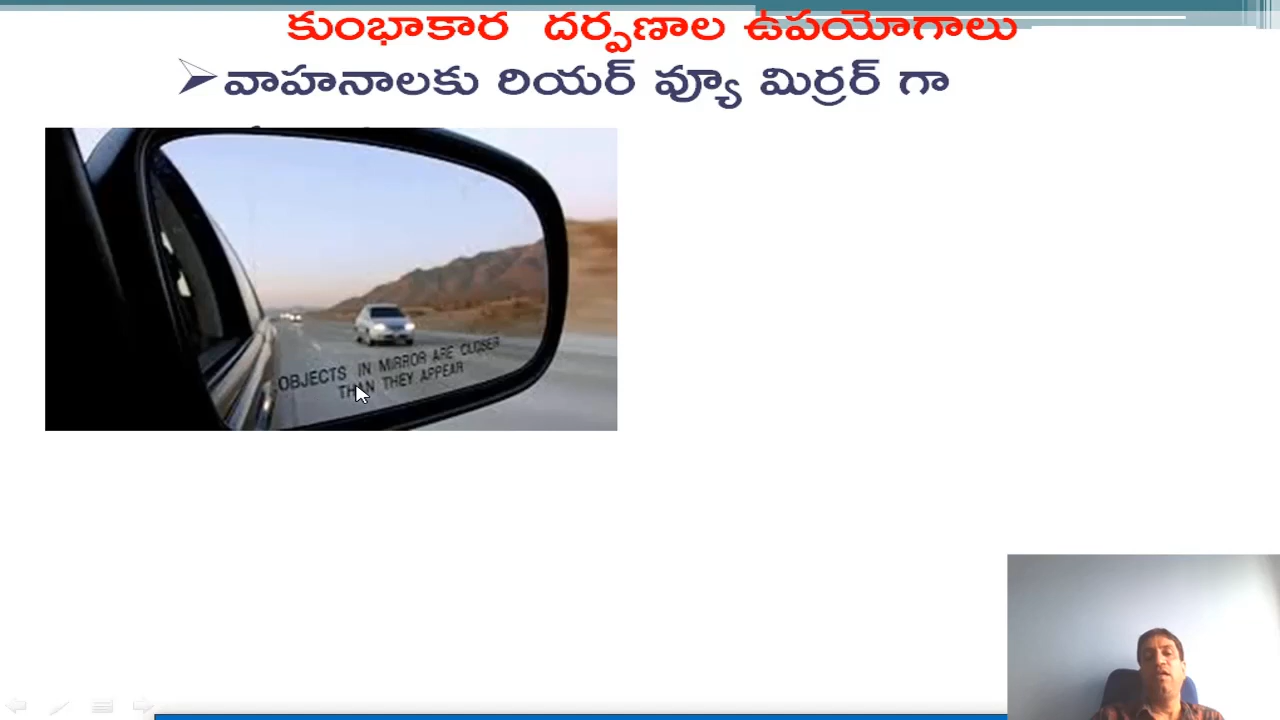 కుంభాకార దర్పణాల ఉపయోగాలు
వాహనాలకు రియర్ వ్యూ మిర్రర్ గా
OBJECTS IN MIRROR ARE CLOSER
THAN THEY APPEAR